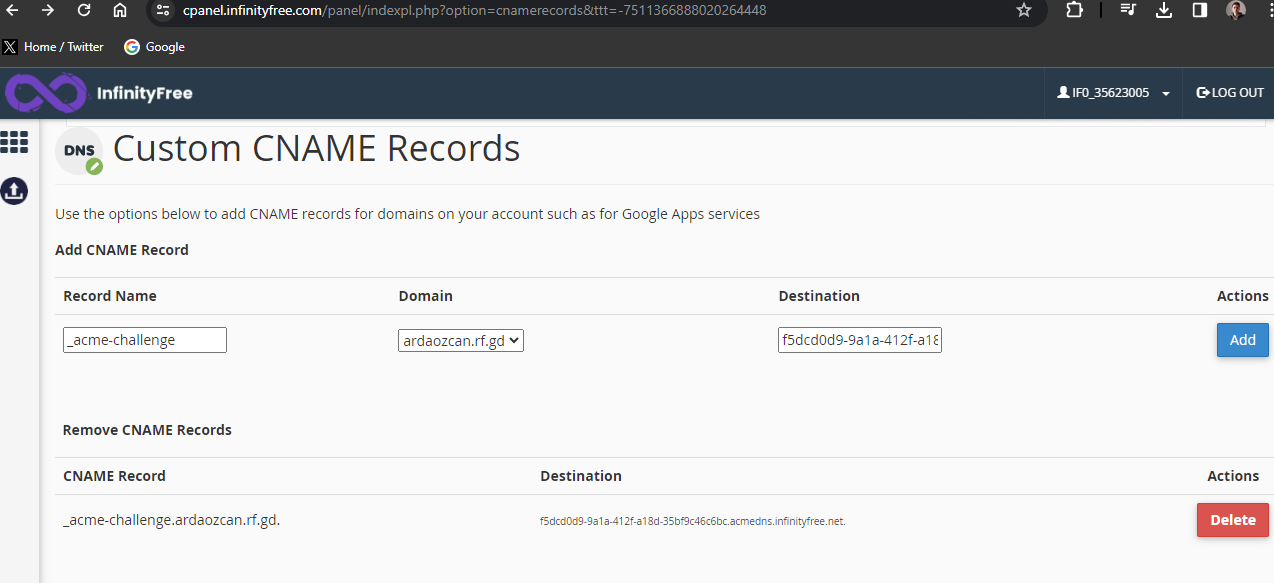 cpanel.infinityfree.com/panel/indexpl.php?option=cnamerecords&ttt=-7511366888020264448
Home / Twitter Google
InfinityFree IF0_35623005 LOG OUT
DNS Custom CNAME Records
Use the options below to add CNAME records for domains on your account such as for Google Apps services
Add CNAME Record
Record Name Domain Destination Actions
_acme-challenge ardaozcan.rf.gd f5dcd0d9-9a1a-412f-a18 Add
Remove CNAME Records
CNAME Record Destination Actions
_acme-challenge.ardaozcan.rf.gd. f5dcd0d9-9a1a-412f-a18d-35bf9c46c6bc.acmedns.infinityfree.net. Delete